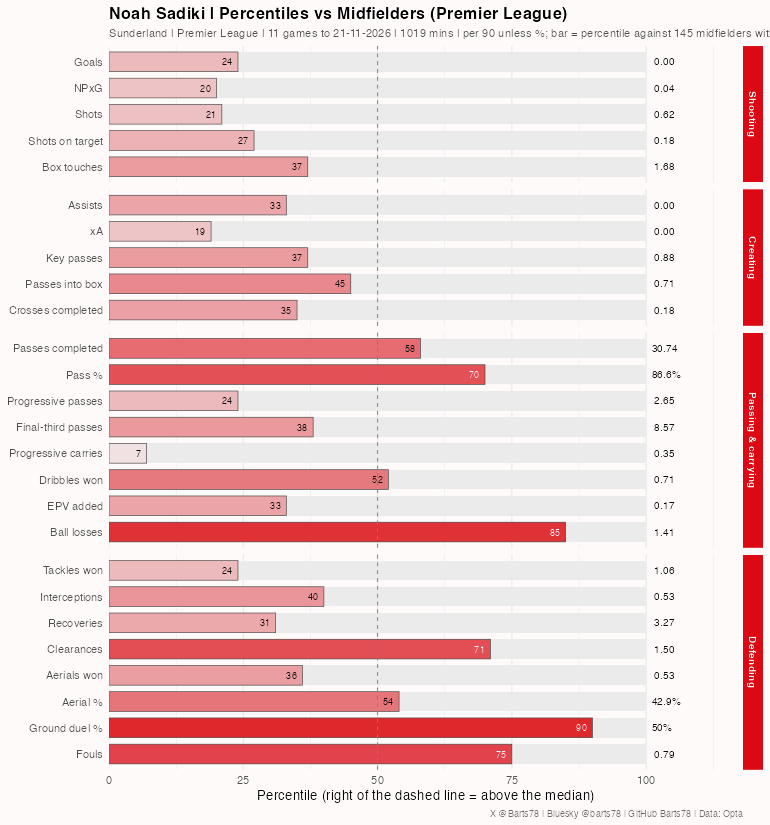 Noah Sadiki | Percentiles vs Midfielders (Premier League)
Sunderland | Premier League | 11 games to 21-11-2026 | 1019 mins | per 90 unless %; bar = percentile against 145 midfielders wit
Goals 24 0.00
NPxG 20 0.04
Shots 21 0.62
Shots on target 27 0.18
Box touches 37 1.68
Shooting
Assists 33 0.00
xA 19 0.00
Key passes 37 0.88
Passes into box 45 0.71
Crosses completed 35 0.18
Creating
Passes completed 58 30.74
Pass % 70 86.6%
Progressive passes 24 2.65
Final-third passes 38 8.57
Progressive carries 7 0.35
Dribbles won 52 0.71
EPV added 33 0.17
Ball losses 85 1.41
Passing & carrying
Tackles won 24 1.06
Interceptions 40 0.53
Recoveries 31 3.27
Clearances 71 1.50
Aerials won 36 0.53
Aerial % 54 42.9%
Ground duel % 90 50%
Fouls 75 0.79
Defending
0 25 50 75 100
Percentile (right of the dashed line = above the median)
X @Barts78 | Bluesky @barts78 | GitHub Barts78 | Data: Opta